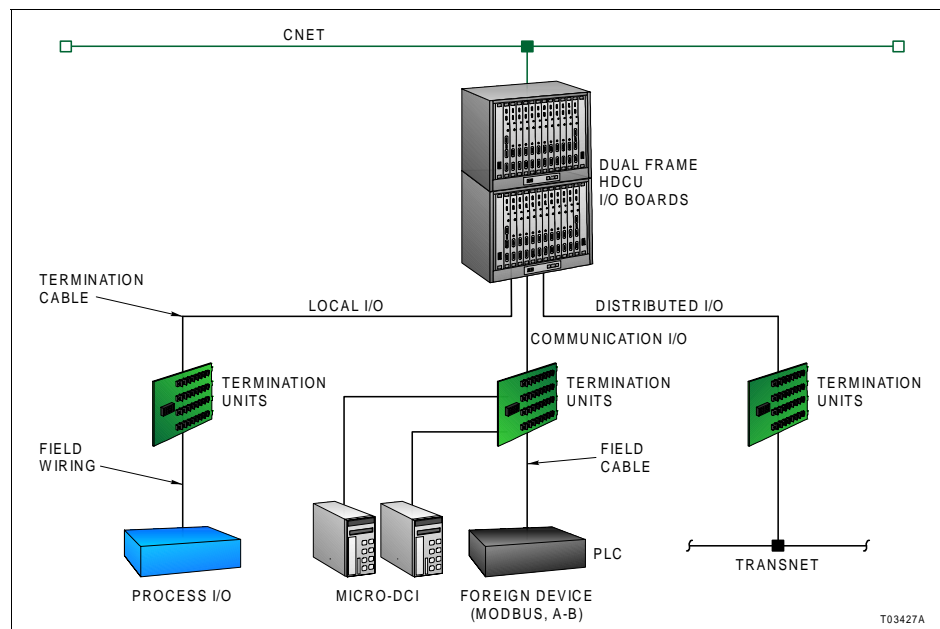 CNET
DUAL FRAME
HDCU
I/O BOARDS
TERMINATION
CABLE
LOCAL I/O
DISTRIBUTED I/O
COMMUNICATION I/O
TERMINATION
UNITS
TERMINATION
UNITS
TERMINATION
UNITS
FIELD
WIRING
FIELD
CABLE
PLC
TRANSNET
PROCESS I/O
MICRO-DCI
FOREIGN DEVICE
(MODBUS, A-B)
T03427A